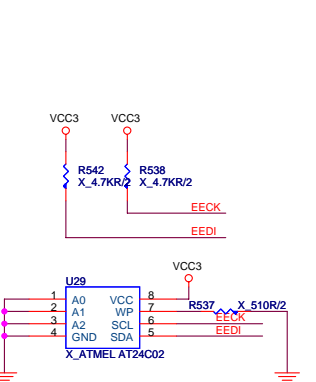 VCC3 VCC3
R542 R538
X_4.7KR/2 X_4.7KR/2
EECK
EEDI
VCC3
U29
1 A0 VCC 8
2 A1 WP 7 R537 X_510R/2
3 A2 SCL 6 EECK
4 GND SDA 5 EEDI
X_ATMEL AT24C02